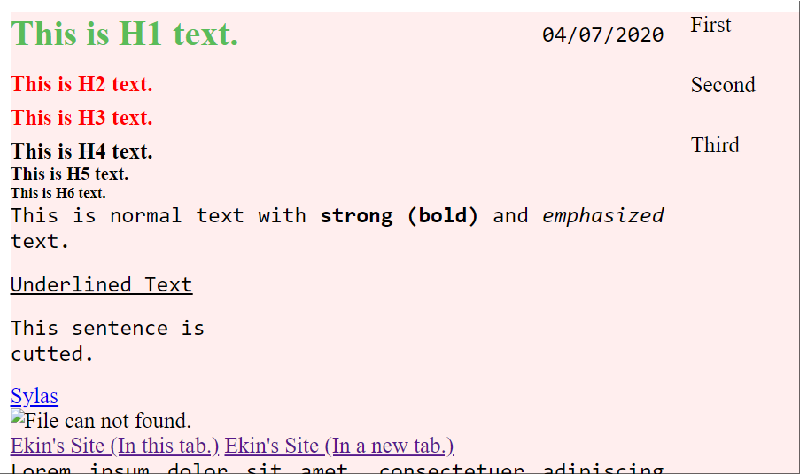 This is H1 text.
04/07/2020
First
Second
Third
This is H2 text.
This is H3 text.
This is H4 text.
This is H5 text.
This is H6 text.
This is normal text with strong (bold) and emphasized
text.
Underlined Text
This sentence is
cutted.
Sylas
File can not found.
Ekin's Site (In this tab.) Ekin's Site (In a new tab.)
Lorem ipsum dolor sit amet, consectetuer adipiscing